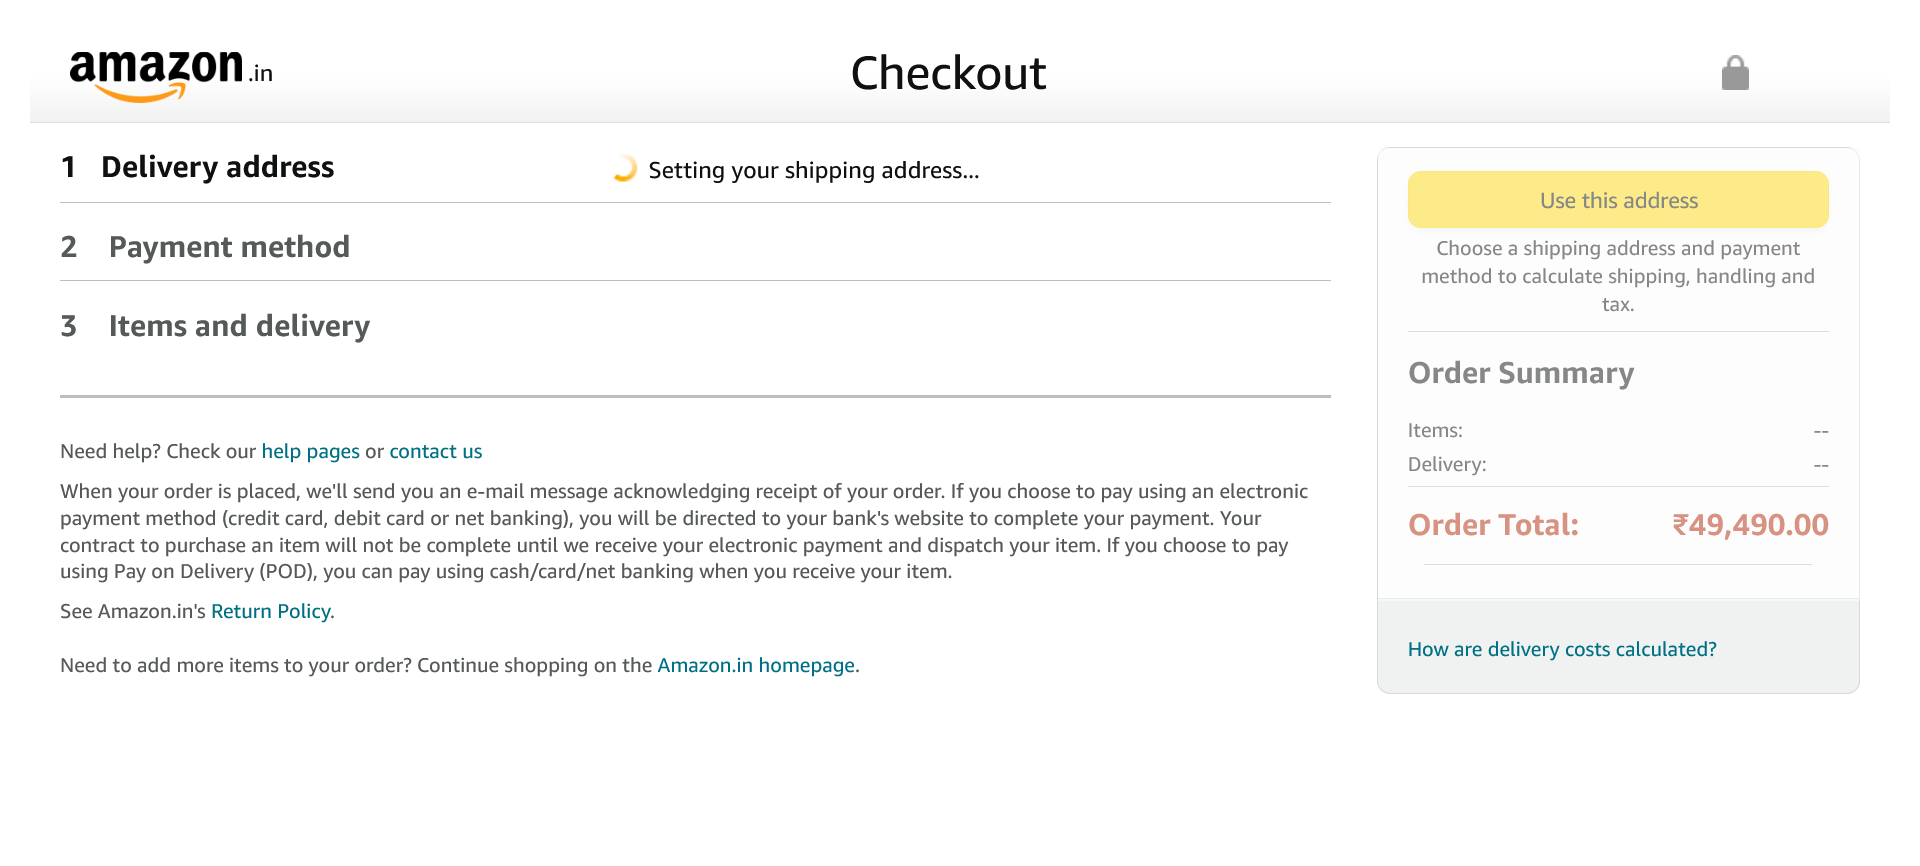 amazon.in
Checkout
1 Delivery address
Setting your shipping address...
2 Payment method
3 Items and delivery
Need help? Check our help pages or contact us
When your order is placed, we'll send you an e-mail message acknowledging receipt of your order. If you choose to pay using an electronic
payment method (credit card, debit card or net banking), you will be directed to your bank's website to complete your payment. Your
contract to purchase an item will not be complete until we receive your electronic payment and dispatch your item. If you choose to pay
using Pay on Delivery (POD), you can pay using cash/card/net banking when you receive your item.
See Amazon.in's Return Policy.
Need to add more items to your order? Continue shopping on the Amazon.in homepage.
Use this address
Choose a shipping address and payment
method to calculate shipping, handling and
tax.
Order Summary
Items: --
Delivery: --
Order Total: ₹49,490.00
How are delivery costs calculated?